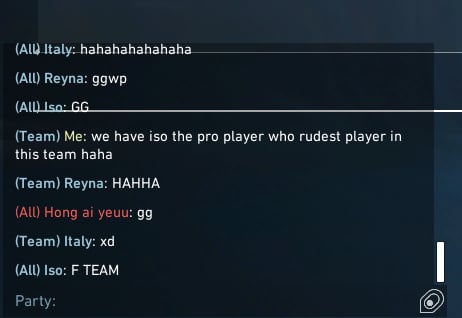 (All) Italy: hahahahahahaha
(All) Reyna: ggwp
(All) Iso: GG
(Team) Me: we have iso the pro player who rudest player in
this team haha
(Team) Reyna: HAHHA
(All) Hong ai yeuu: gg
(Team) Italy: xd
(All) Iso: F TEAM
Party: